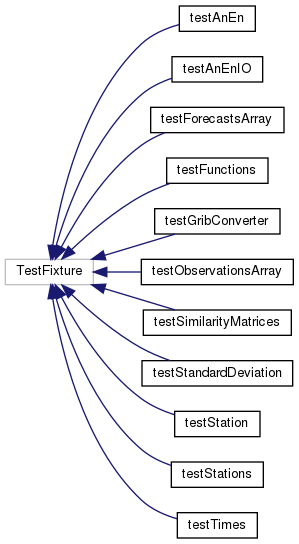 testAnEn
testAnEnIO
testForecastsArray
testFunctions
testGribConverter
TestFixture
testObservationsArray
testSimilarityMatrices
testStandardDeviation
testStation
testStations
testTimes